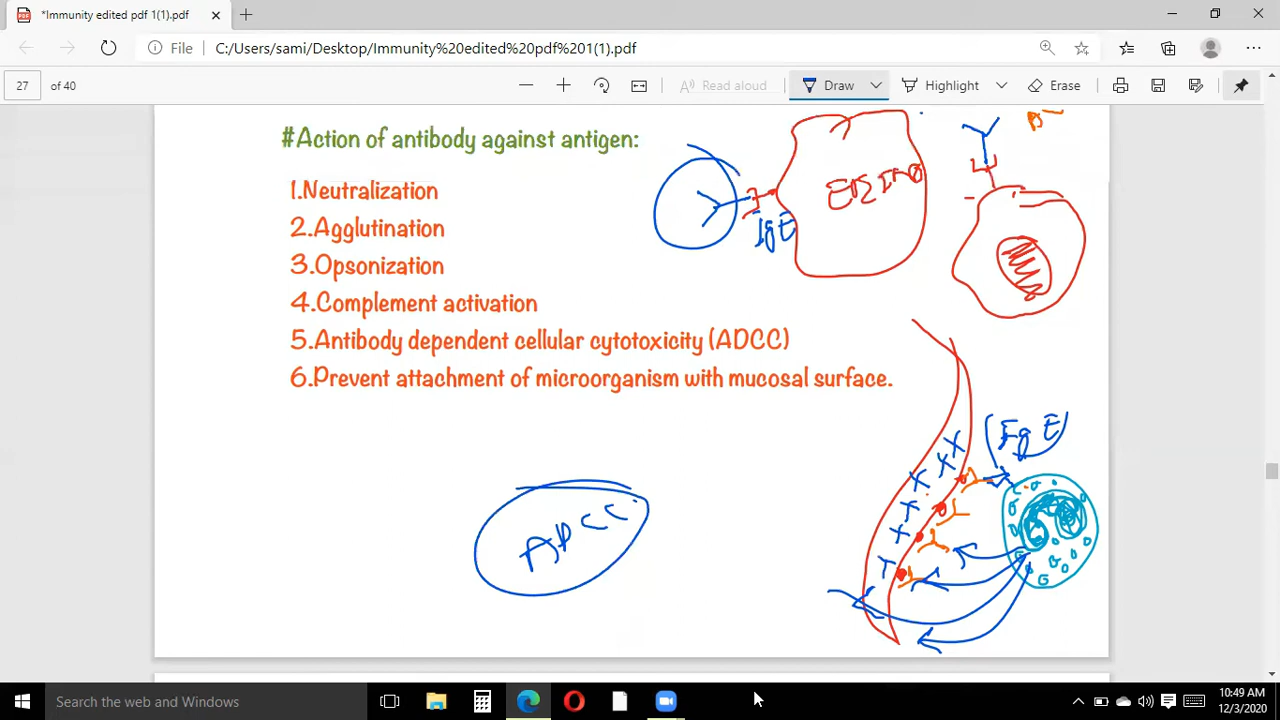 *Immunity edited pdf 1(1).pdf
File C:/Users/sami/Desktop/Immunity%20edited%20pdf%201(1).pdf
27 of 40 Read aloud Draw Highlight Erase
#Action of antibody against antigen:
1.Neutralization
2.Agglutination
3.Opsonization
4.Complement activation
5.Antibody dependent cellular cytotoxicity (ADCC)
6.Prevent attachment of microorganism with mucosal surface.
IgE
IgE
ADCC
Search the web and Windows
10:49 AM
12/3/2020